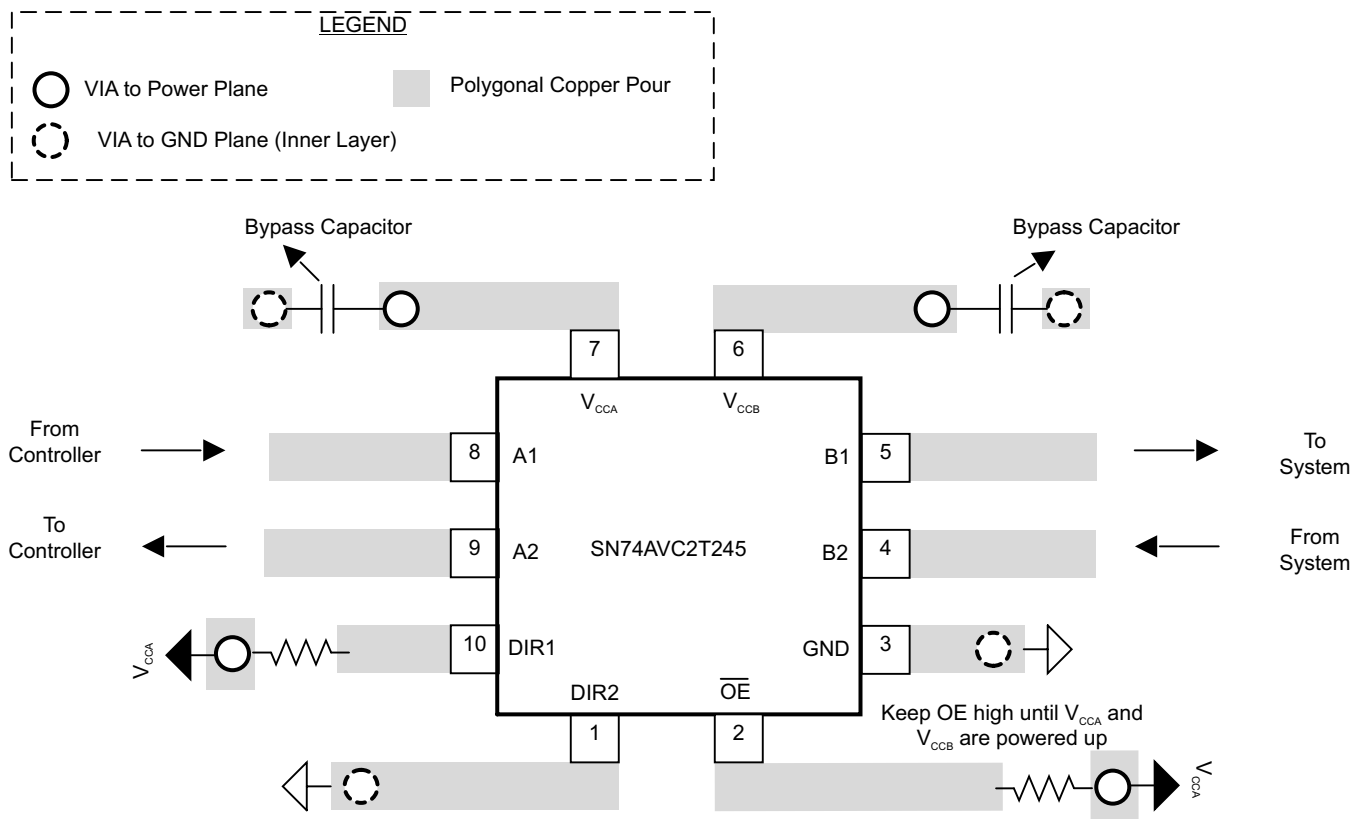 LEGEND
VIA to Power Plane
Polygonal Copper Pour
VIA to GND Plane (Inner Layer)
Bypass Capacitor
Bypass Capacitor
7
6
VCCA
VCCB
From
Controller
8
A1
B1
5
To
System
To
Controller
9
A2
SN74AVC2T245
B2
4
From
System
VCCA
10
DIR1
GND
3
DIR2
OE
1
2
Keep OE high until VCCA and
VCCB are powered up
VCCA